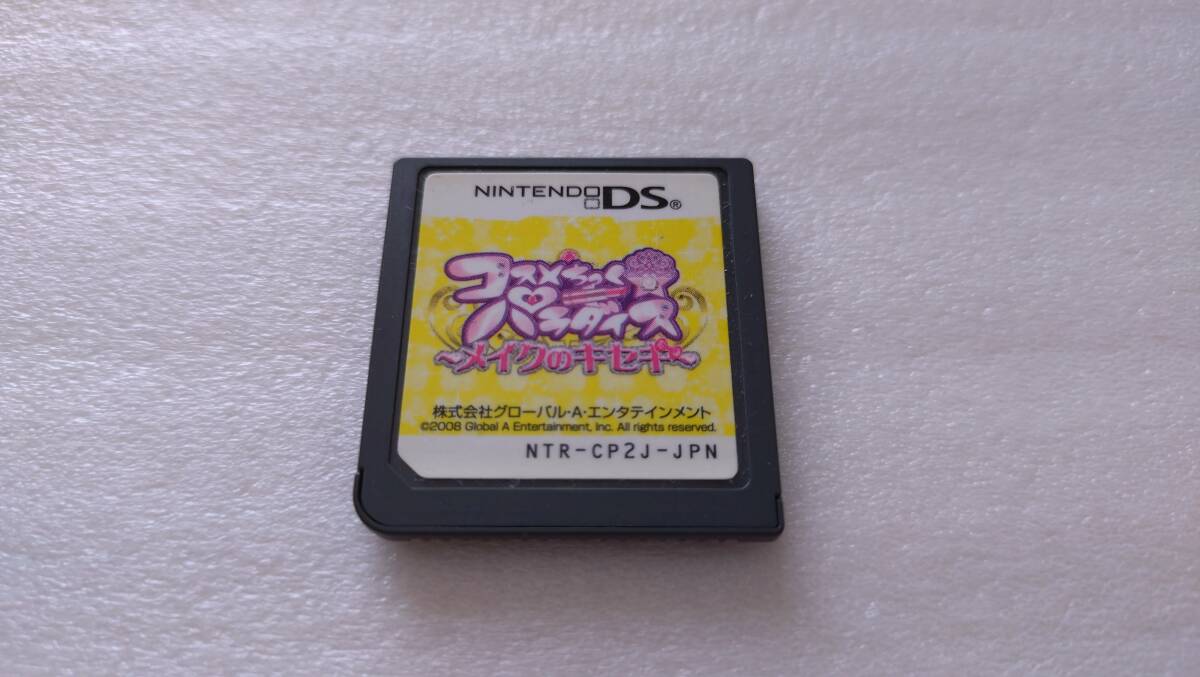 NINTENDO DS®
コスメちっく
パラダイス
～メイクのキセキ～
株式会社グローバル・A・エンタテインメント
©2008 Global A Entertainment, Inc. All rights reserved.
NTR-CP2J-JPN